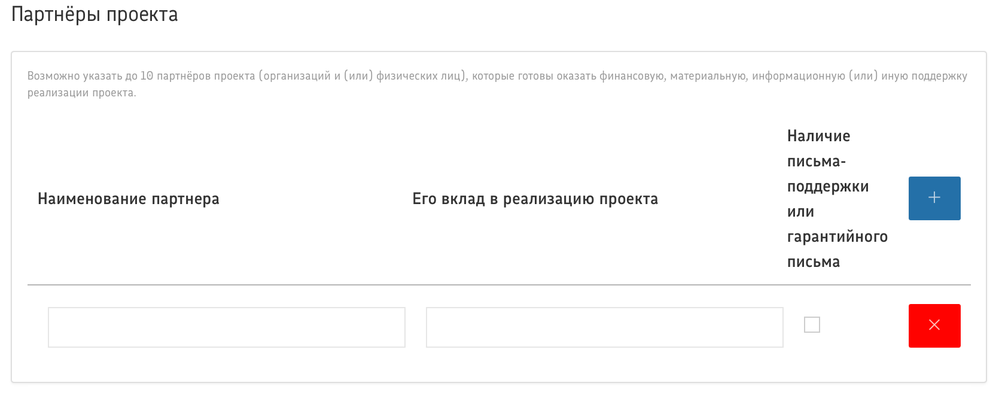 Партнёры проекта
Возможно указать до 10 партнёров проекта (организаций и (или) физических лиц), которые готовы оказать финансовую, материальную, информационную (или) иную поддержку
реализации проекта.
Наименование партнера
Его вклад в реализацию проекта
Наличие
письма-
поддержки
или
гарантийного
письма